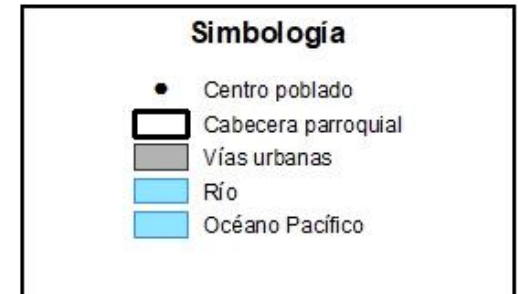 Simbología
Centro poblado
Cabecera parroquial
Vías urbanas
Río
Océano Pacífico